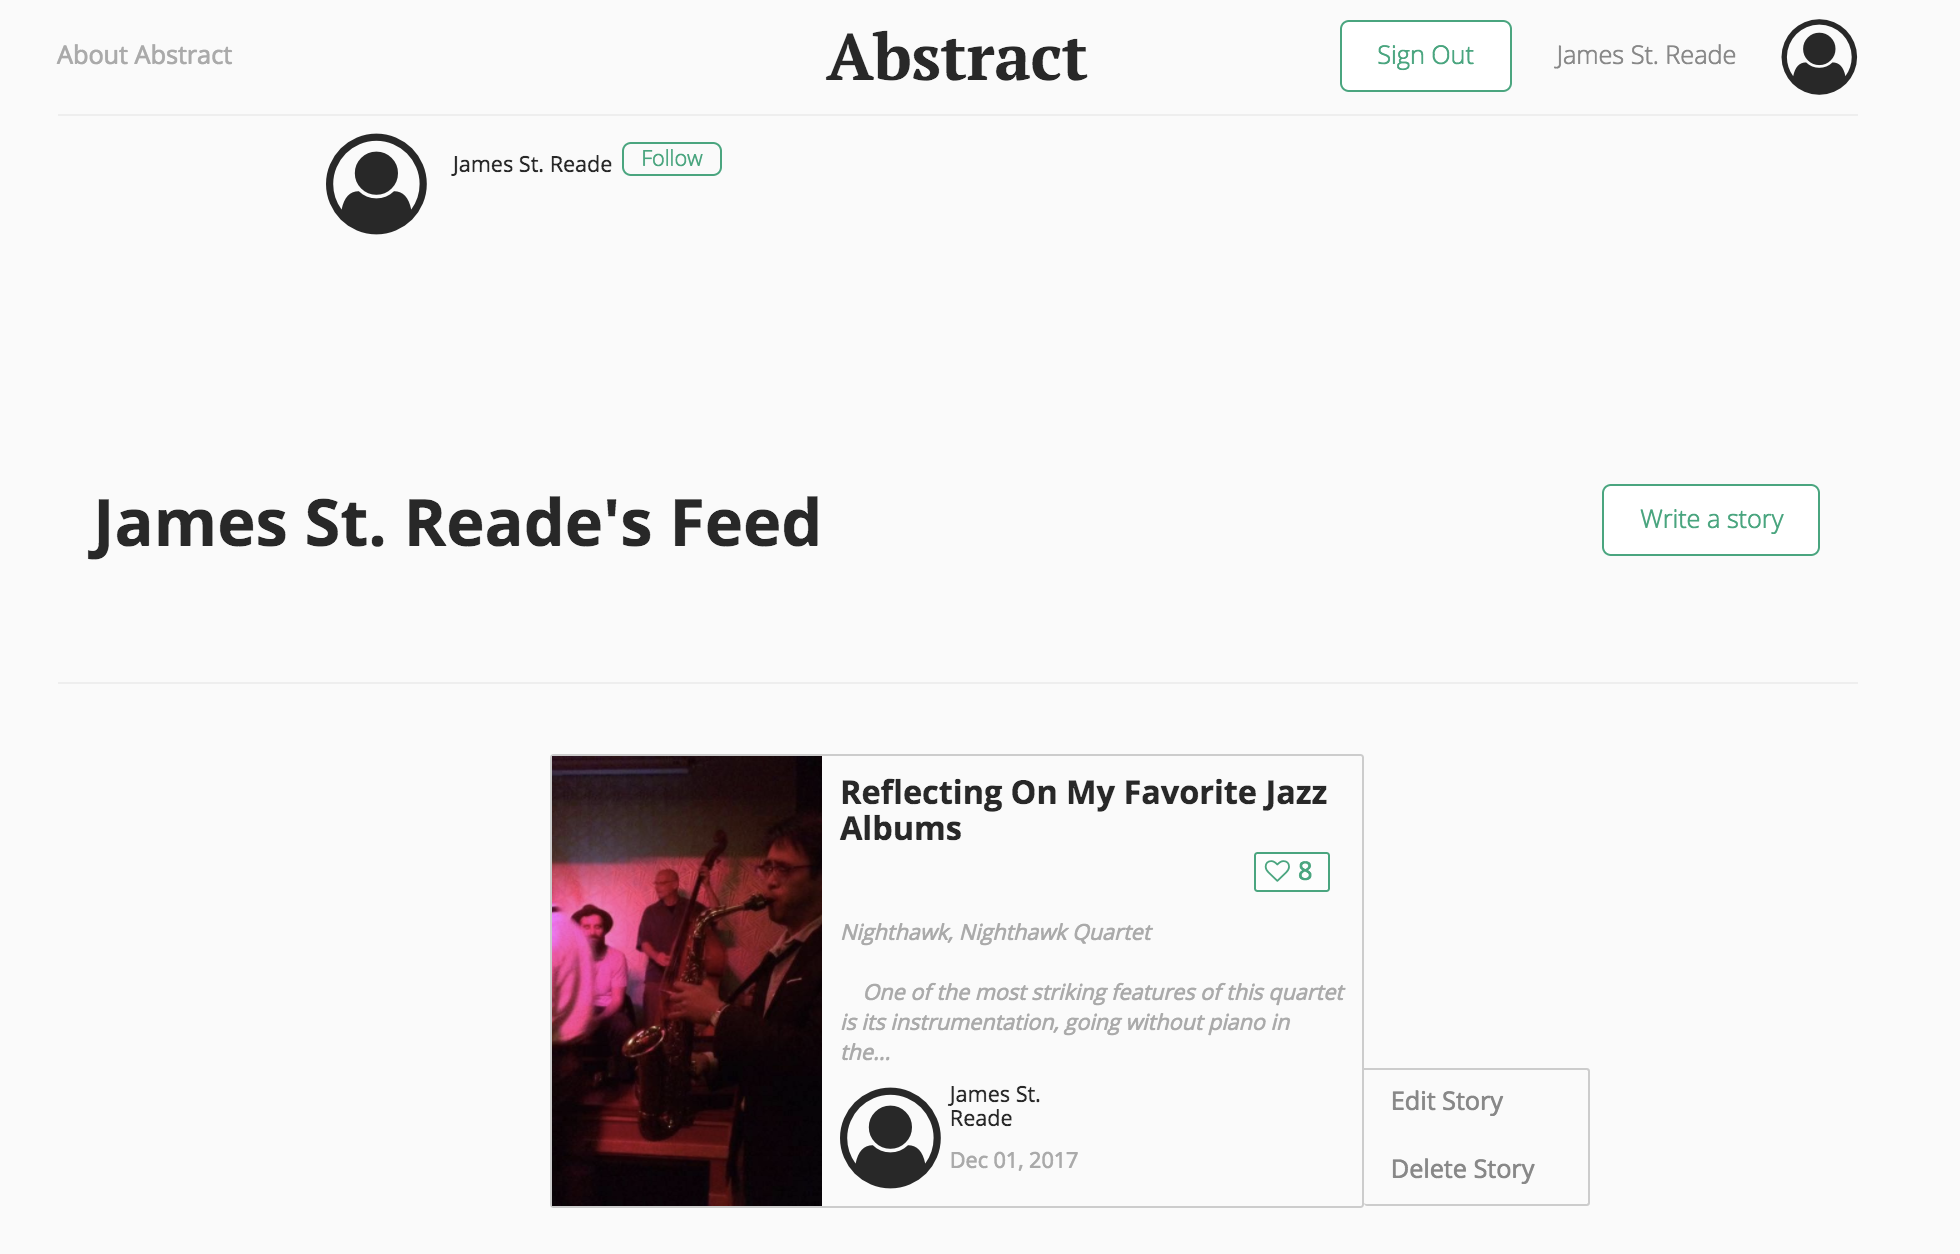 About Abstract
Abstract
Sign Out
James St. Reade
James St. Reade
Follow
James St. Reade's Feed
Write a story
Reflecting On My Favorite Jazz
Albums
8
Nighthawk, Nighthawk Quartet
One of the most striking features of this quartet
is its instrumentation, going without piano in
the...
James St.
Reade
Dec 01, 2017
Edit Story
Delete Story